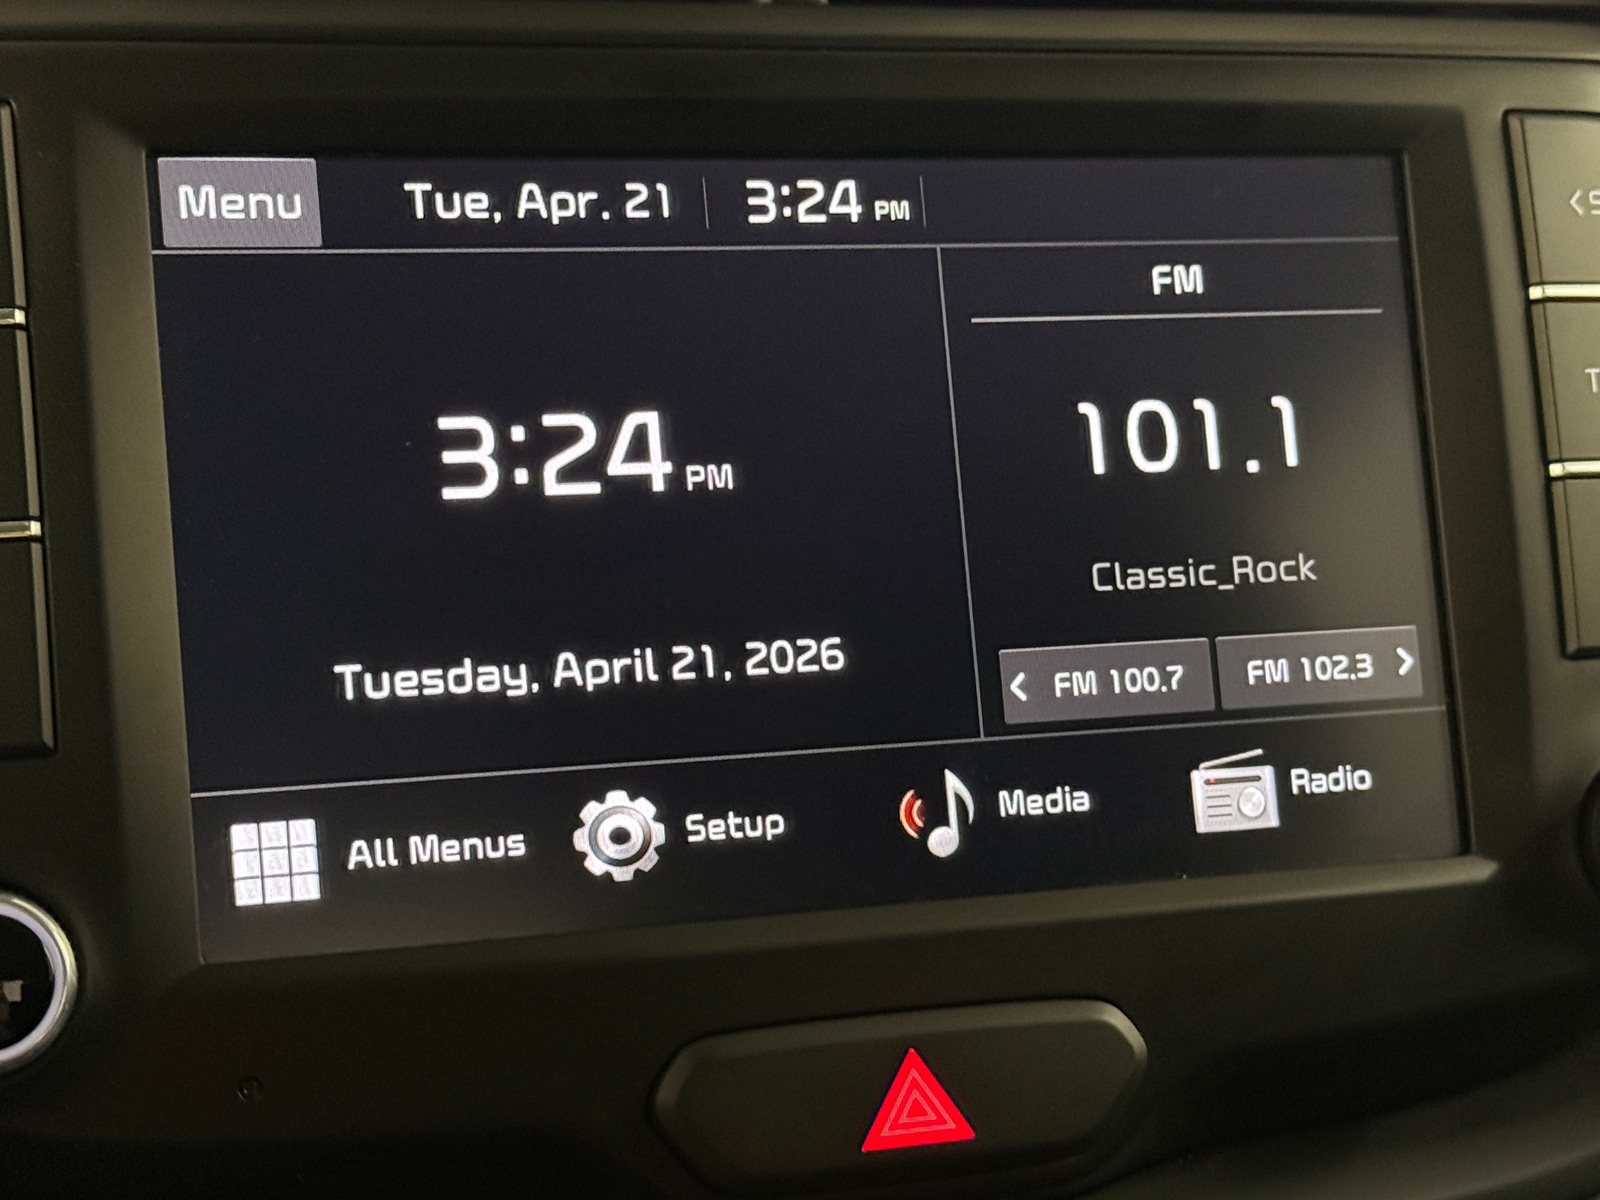 Menu Tue, Apr. 21 3:24 PM
3:24 PM
Tuesday, April 21, 2026
FM
101.1
Classic_Rock
< FM 100.7 FM 102.3 >
All Menus Setup Media Radio